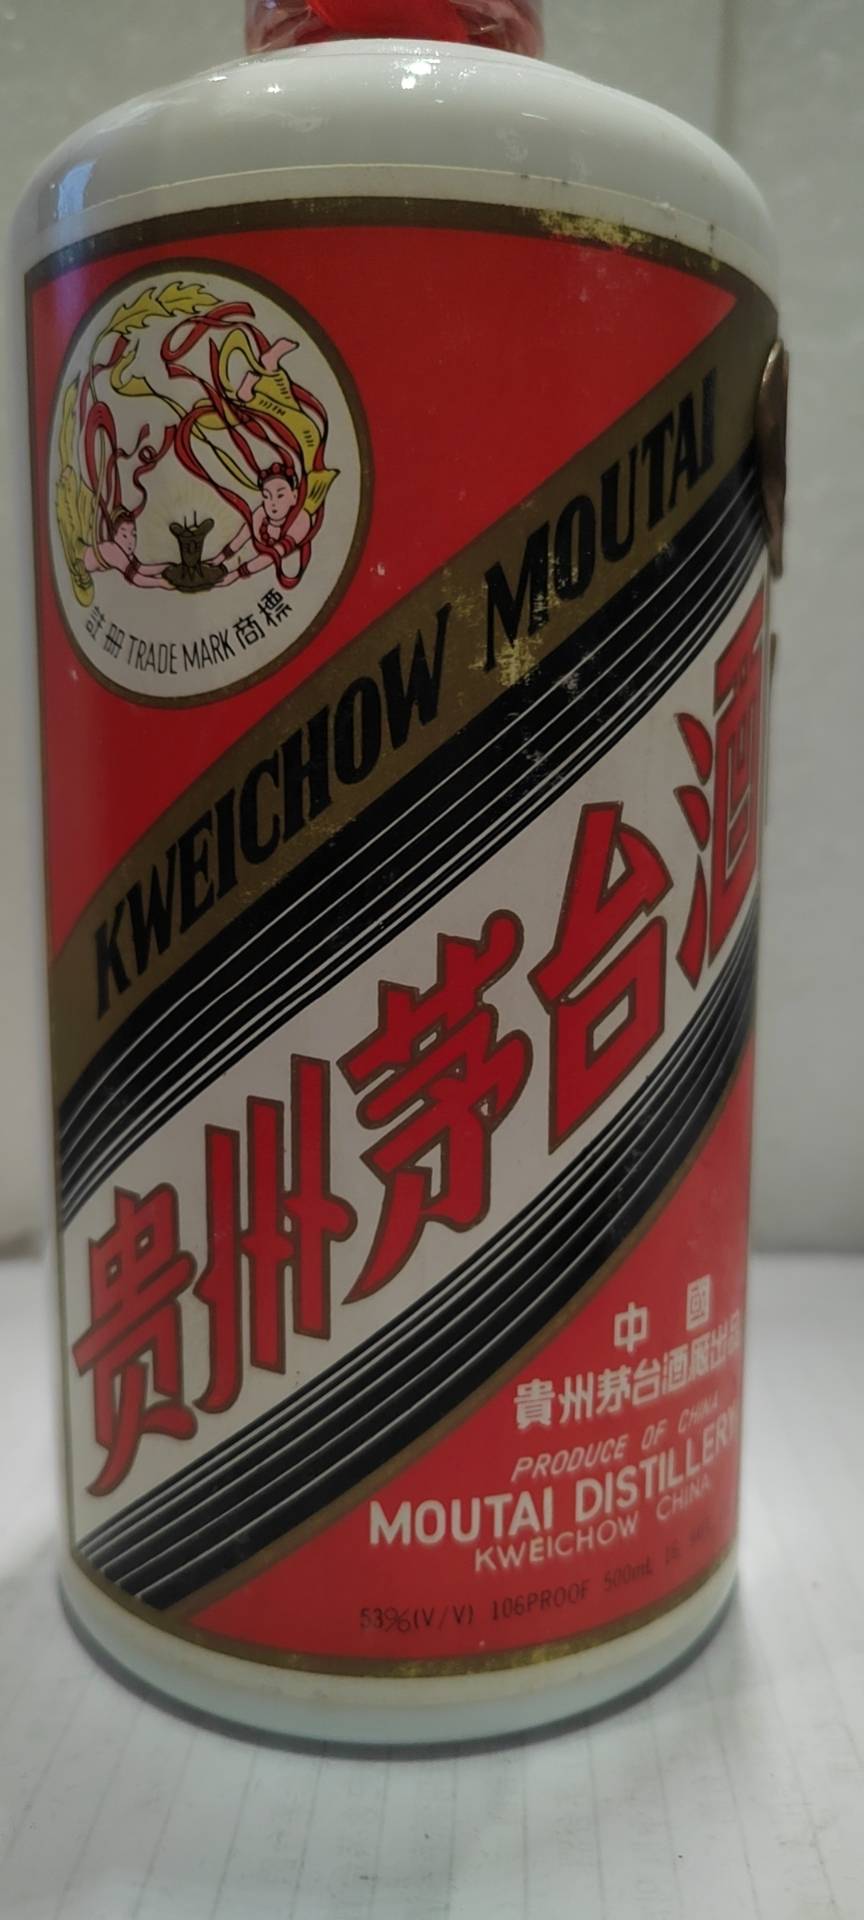 註冊 TRADE MARK 商標
KWEICHOW MOUTAI
贵州茅台酒
中國
貴州茅台酒厰出品
PRODUCE OF CHINA
MOUTAI DISTILLERY
KWEICHOW CHINA
53%(V/V) 106PROOF 500mL